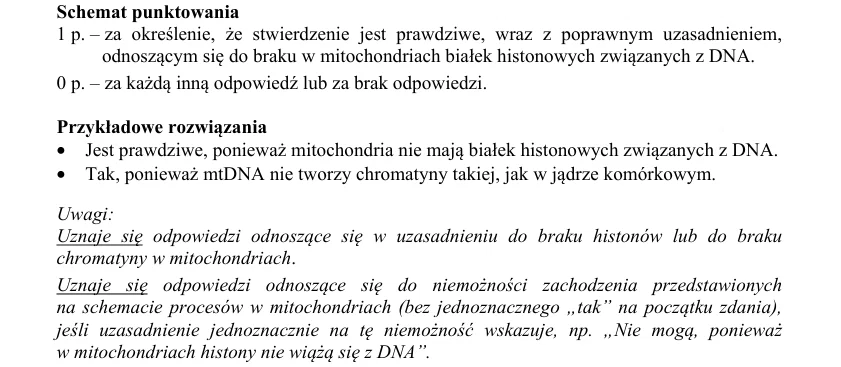 Schemat punktowania
1 p. – za określenie, że stwierdzenie jest prawdziwe, wraz z poprawnym uzasadnieniem,
odnoszącym się do braku w mitochondriach białek histonowych związanych z DNA.
0 p. – za każdą inną odpowiedź lub za brak odpowiedzi.
Przykładowe rozwiązania
• Jest prawdziwe, ponieważ mitochondria nie mają białek histonowych związanych z DNA.
• Tak, ponieważ mtDNA nie tworzy chromatyny takiej, jak w jądrze komórkowym.
Uwagi:
Uznaje się odpowiedzi odnoszące się w uzasadnieniu do braku histonów lub do braku
chromatyny w mitochondriach.
Uznaje się odpowiedzi odnoszące się do niemożności zachodzenia przedstawionych
na schemacie procesów w mitochondriach (bez jednoznacznego „tak” na początku zdania),
jeśli uzasadnienie jednoznacznie na tę niemożność wskazuje, np. „Nie mogą, ponieważ
w mitochondriach histony nie wiążą się z DNA”.